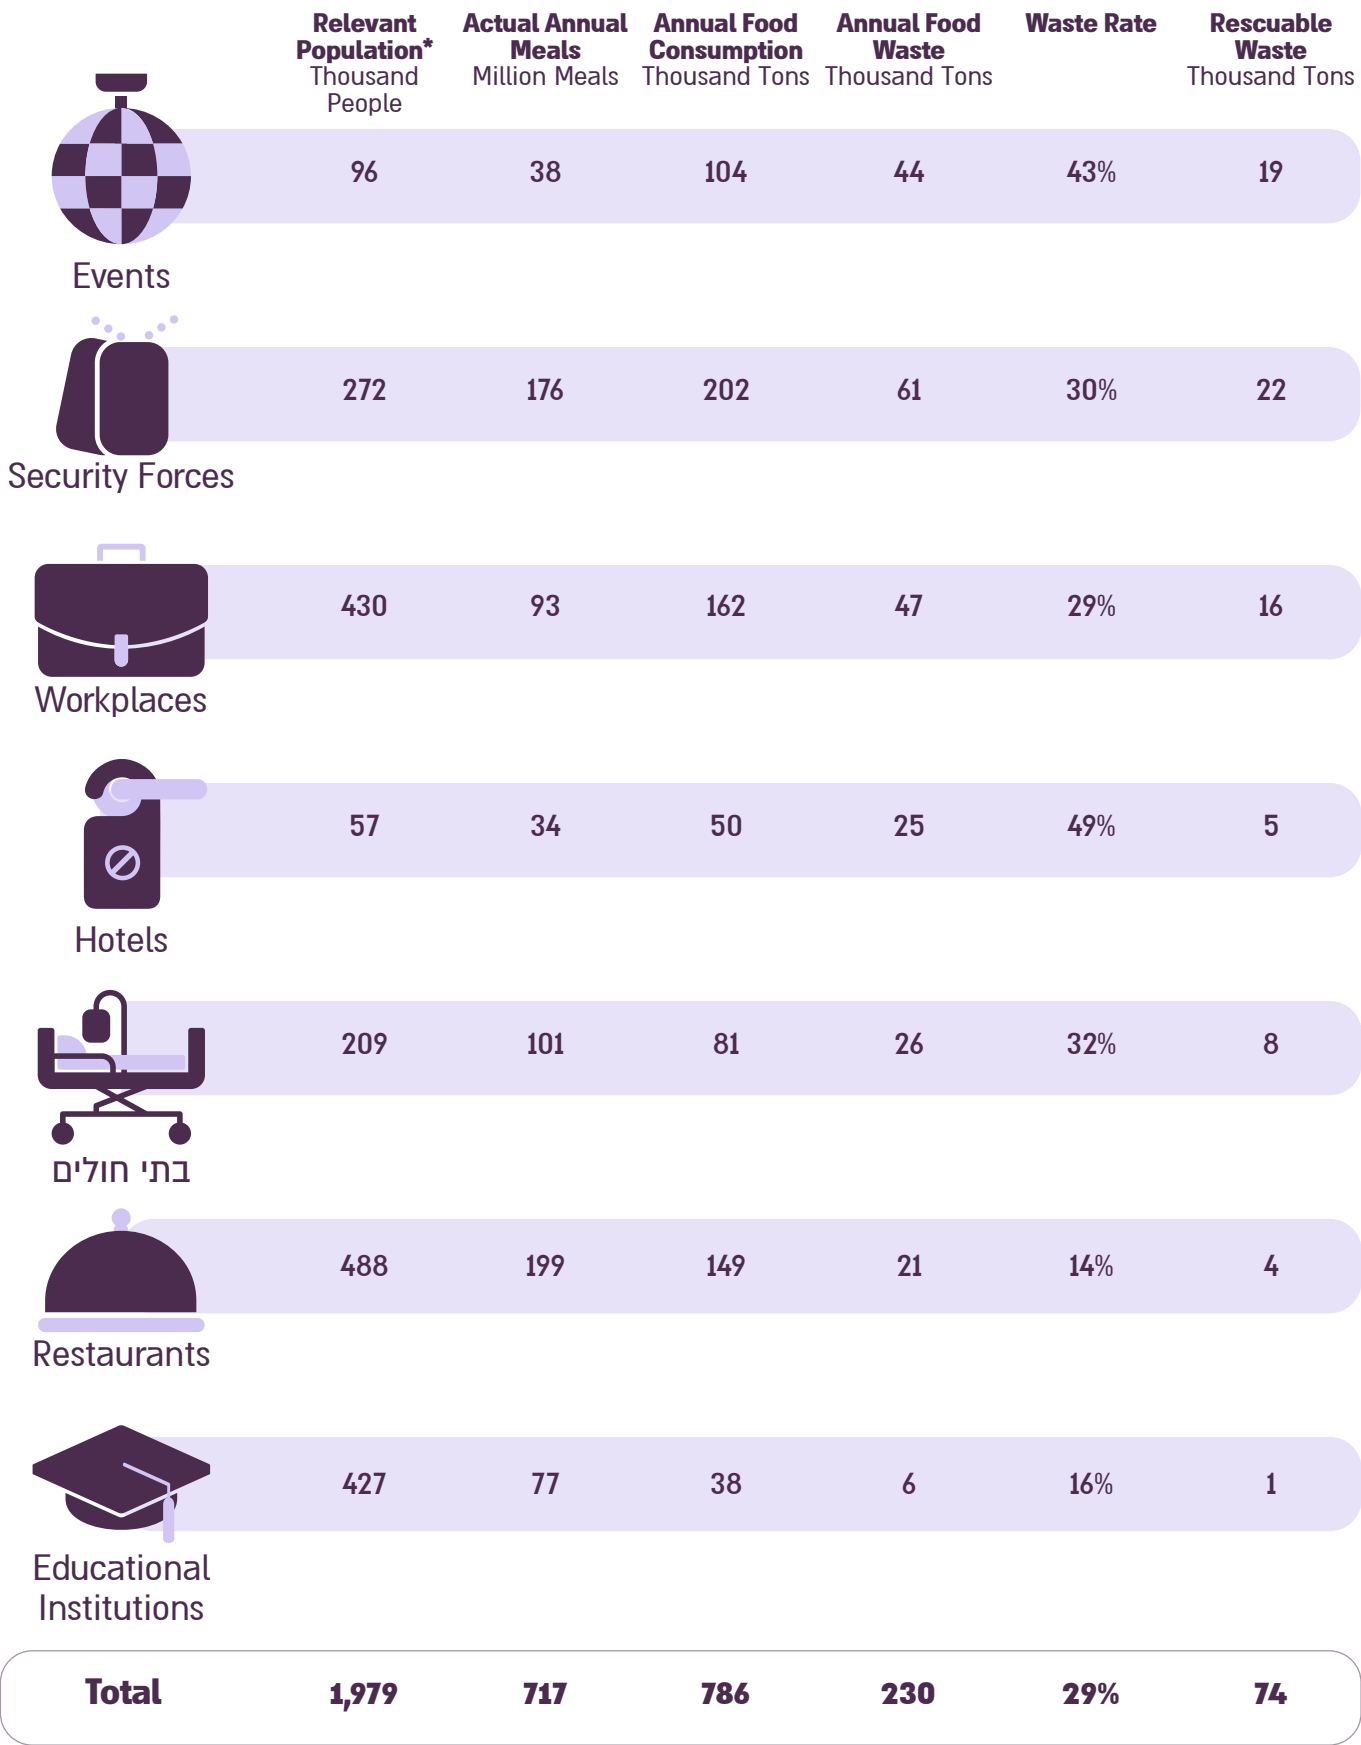 Relevant Population* Thousand People
Actual Annual Meals Million Meals
Annual Food Consumption Thousand Tons
Annual Food Waste Thousand Tons
Waste Rate
Rescuable Waste Thousand Tons
96 38 104 44 43% 19
Events
272 176 202 61 30% 22
Security Forces
430 93 162 47 29% 16
Workplaces
57 34 50 25 49% 5
Hotels
209 101 81 26 32% 8
בתי חולים
488 199 149 21 14% 4
Restaurants
427 77 38 6 16% 1
Educational
Institutions
Total 1,979 717 786 230 29% 74